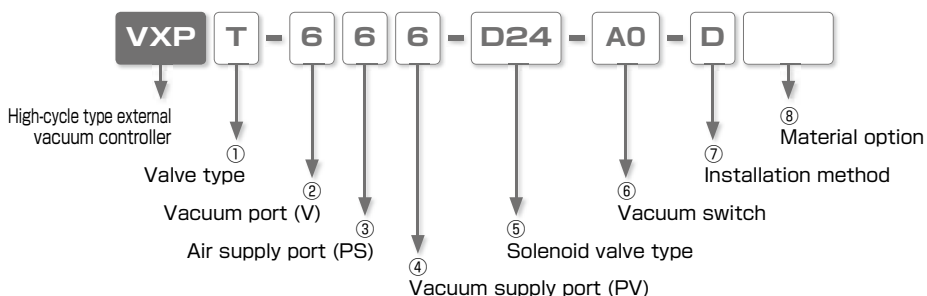 VXP T - 6 6 6 - D24 - A0 - D
High-cycle type external
vacuum controller
①
Valve type
②
Vacuum port (V)
③
Air supply port (PS)
④
Vacuum supply port (PV)
⑤
Solenoid valve type
⑥
Vacuum switch
⑦
Installation method
⑧
Material option